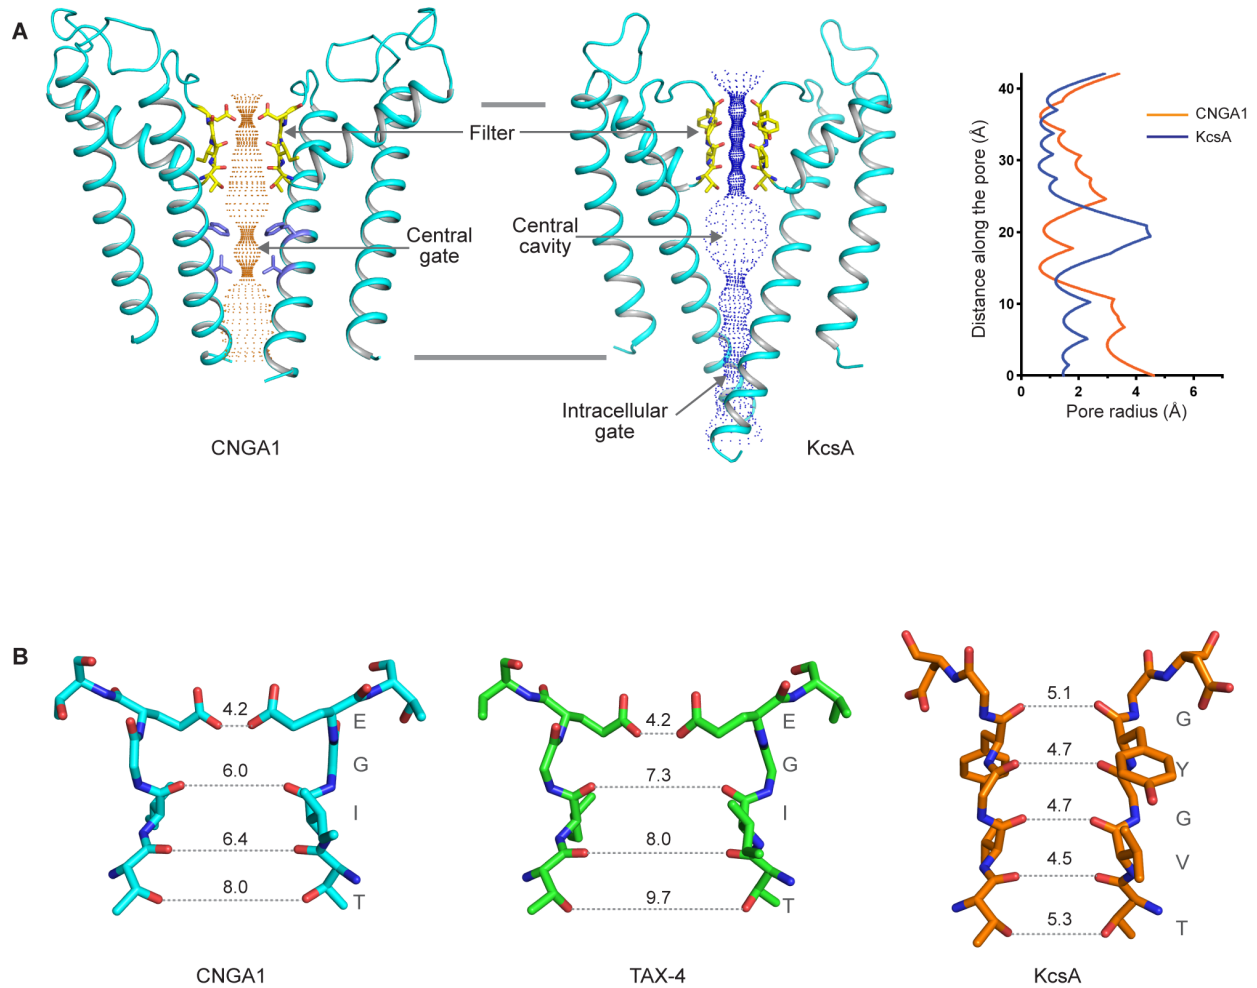 A
Filter
Central
gate
Central
cavity
Intracellular
gate
CNGA1
KcsA
Distance along the pore (Å)
40
30
20
10
0
0
2
4
6
Pore radius (Å)
CNGA1
KcsA
B
4.2
6.0
6.4
8.0
E
G
I
T
CNGA1
4.2
7.3
8.0
9.7
E
G
I
T
TAX-4
5.1
4.7
4.7
4.5
5.3
G
Y
G
V
T
KcsA